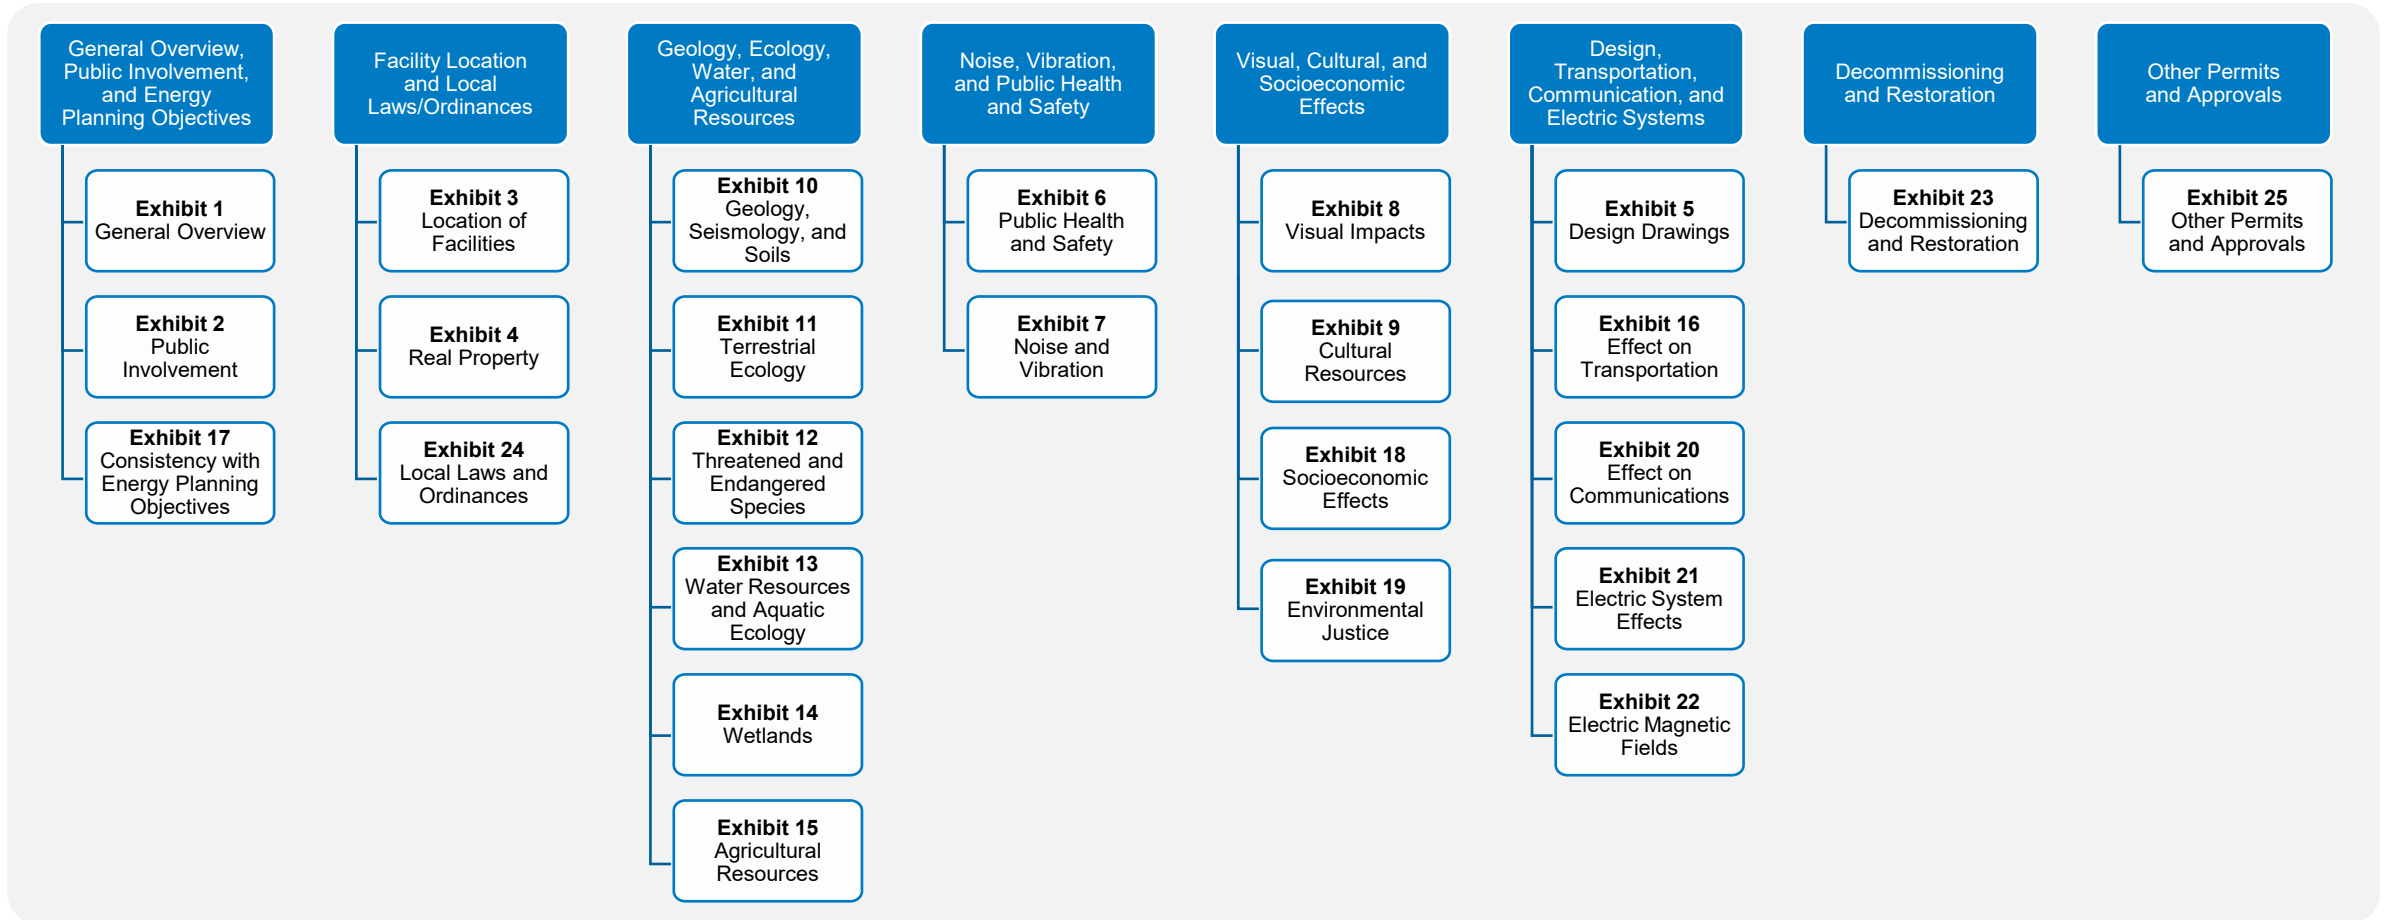 General Overview,
Public Involvement,
and Energy
Planning Objectives
Exhibit 1
General Overview
Exhibit 2
Public
Involvement
Exhibit 17
Consistency with
Energy Planning
Objectives
Facility Location
and Local
Laws/Ordinances
Exhibit 3
Location of
Facilities
Exhibit 4
Real Property
Exhibit 24
Local Laws and
Ordinances
Geology, Ecology,
Water, and
Agricultural
Resources
Exhibit 10
Geology,
Seismology, and
Soils
Exhibit 11
Terrestrial
Ecology
Exhibit 12
Threatened and
Endangered
Species
Exhibit 13
Water Resources
and Aquatic
Ecology
Exhibit 14
Wetlands
Exhibit 15
Agricultural
Resources
Noise, Vibration,
and Public Health
and Safety
Exhibit 6
Public Health
and Safety
Exhibit 7
Noise and
Vibration
Visual, Cultural, and
Socioeconomic
Effects
Exhibit 8
Visual Impacts
Exhibit 9
Cultural
Resources
Exhibit 18
Socioeconomic
Effects
Exhibit 19
Environmental
Justice
Design,
Transportation,
Communication, and
Electric Systems
Exhibit 5
Design Drawings
Exhibit 16
Effect on
Transportation
Exhibit 20
Effect on
Communications
Exhibit 21
Electric System
Effects
Exhibit 22
Electric Magnetic
Fields
Decommissioning
and Restoration
Exhibit 23
Decommissioning
and Restoration
Other Permits
and Approvals
Exhibit 25
Other Permits
and Approvals